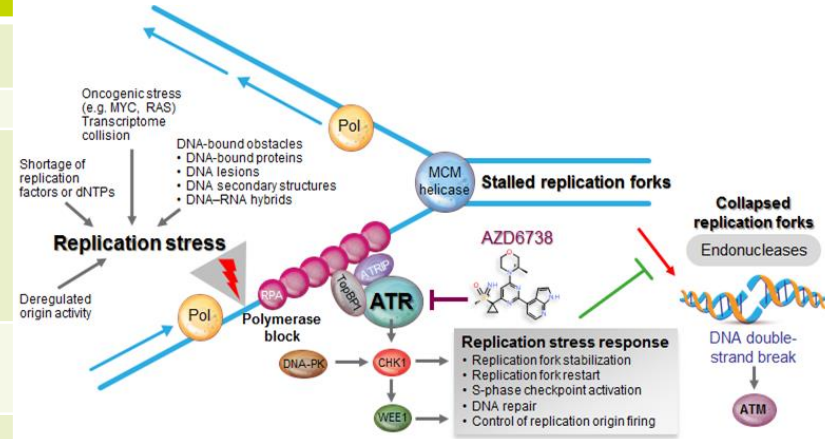 Oncogenic stress
(e.g. MYC, RAS)
Transcriptome
collision
DNA-bound obstacles
• DNA-bound proteins
• DNA lesions
• DNA secondary structures
• DNA–RNA hybrids
Shortage of
replication
factors or dNTPs
Replication stress
Deregulated
origin activity
Pol
Pol
MCM
helicase
Stalled replication forks
RPA
Polymerase
block
TopBP1
ATRIP
ATR
AZD6738
O
N
O
NH
S
N
N
N
NH
DNA-PK
CHK1
WEE1
Replication stress response
• Replication fork stabilization
• Replication fork restart
• S-phase checkpoint activation
• DNA repair
• Control of replication origin firing
Collapsed
replication forks
Endonucleases
DNA double-
strand break
ATM